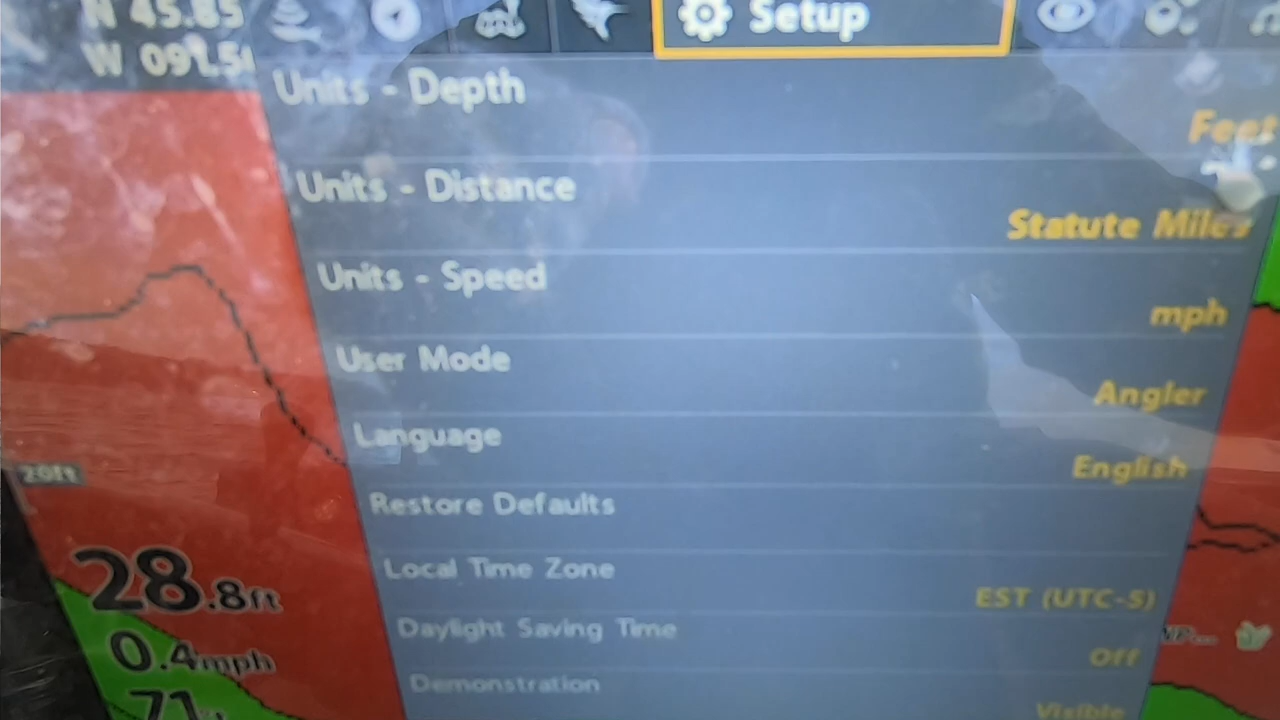 N 45.85
W 091.5
Setup
Units - Depth
Feet
Units - Distance
Statute Miles
Units - Speed
mph
User Mode
Angler
Language
English
Restore Defaults
Local Time Zone
EST (UTC-5)
Daylight Saving Time
Off
Demonstration
Visible
20ft
28.8ft
0.4mph
71